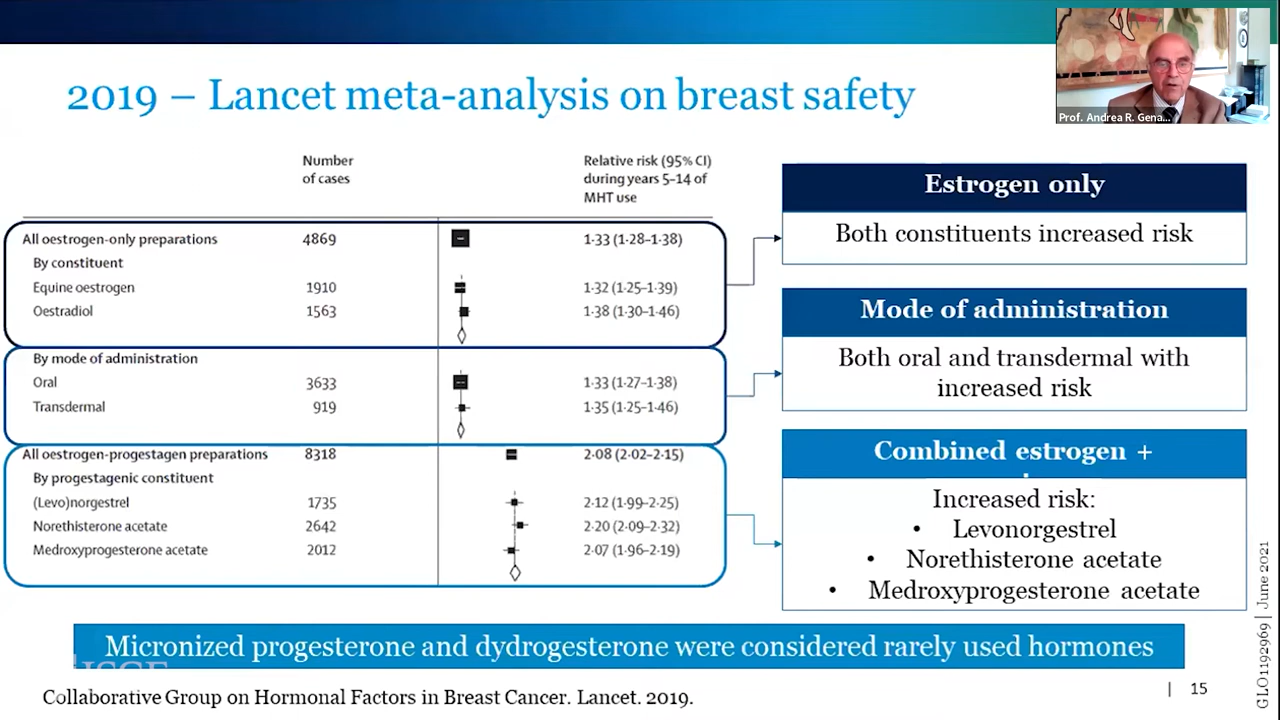 Prof. Andrea R. Gena...
2019 – Lancet meta-analysis on breast safety
Number
of cases
Relative risk (95% CI)
during years 5–14 of
MHT use
All oestrogen-only preparations 4869 1·33 (1·28–1·38)
By constituent
Equine oestrogen 1910 1·32 (1·25–1·39)
Oestradiol 1563 1·38 (1·30–1·46)
By mode of administration
Oral 3633 1·33 (1·27–1·38)
Transdermal 919 1·35 (1·25–1·46)
All oestrogen-progestagen preparations 8318 2·08 (2·02–2·15)
By progestagenic constituent
(Levo)norgestrel 1735 2·12 (1·99–2·25)
Norethisterone acetate 2642 2·20 (2·09–2·32)
Medroxyprogesterone acetate 2012 2·07 (1·96–2·19)
Estrogen only
Both constituents increased risk
Mode of administration
Both oral and transdermal with
increased risk
Combined estrogen +
Increased risk:
• Levonorgestrel
• Norethisterone acetate
• Medroxyprogesterone acetate
Micronized progesterone and dydrogesterone were considered rarely used hormones
Collaborative Group on Hormonal Factors in Breast Cancer. Lancet. 2019.
| 15
GLO1192969 | June 2021